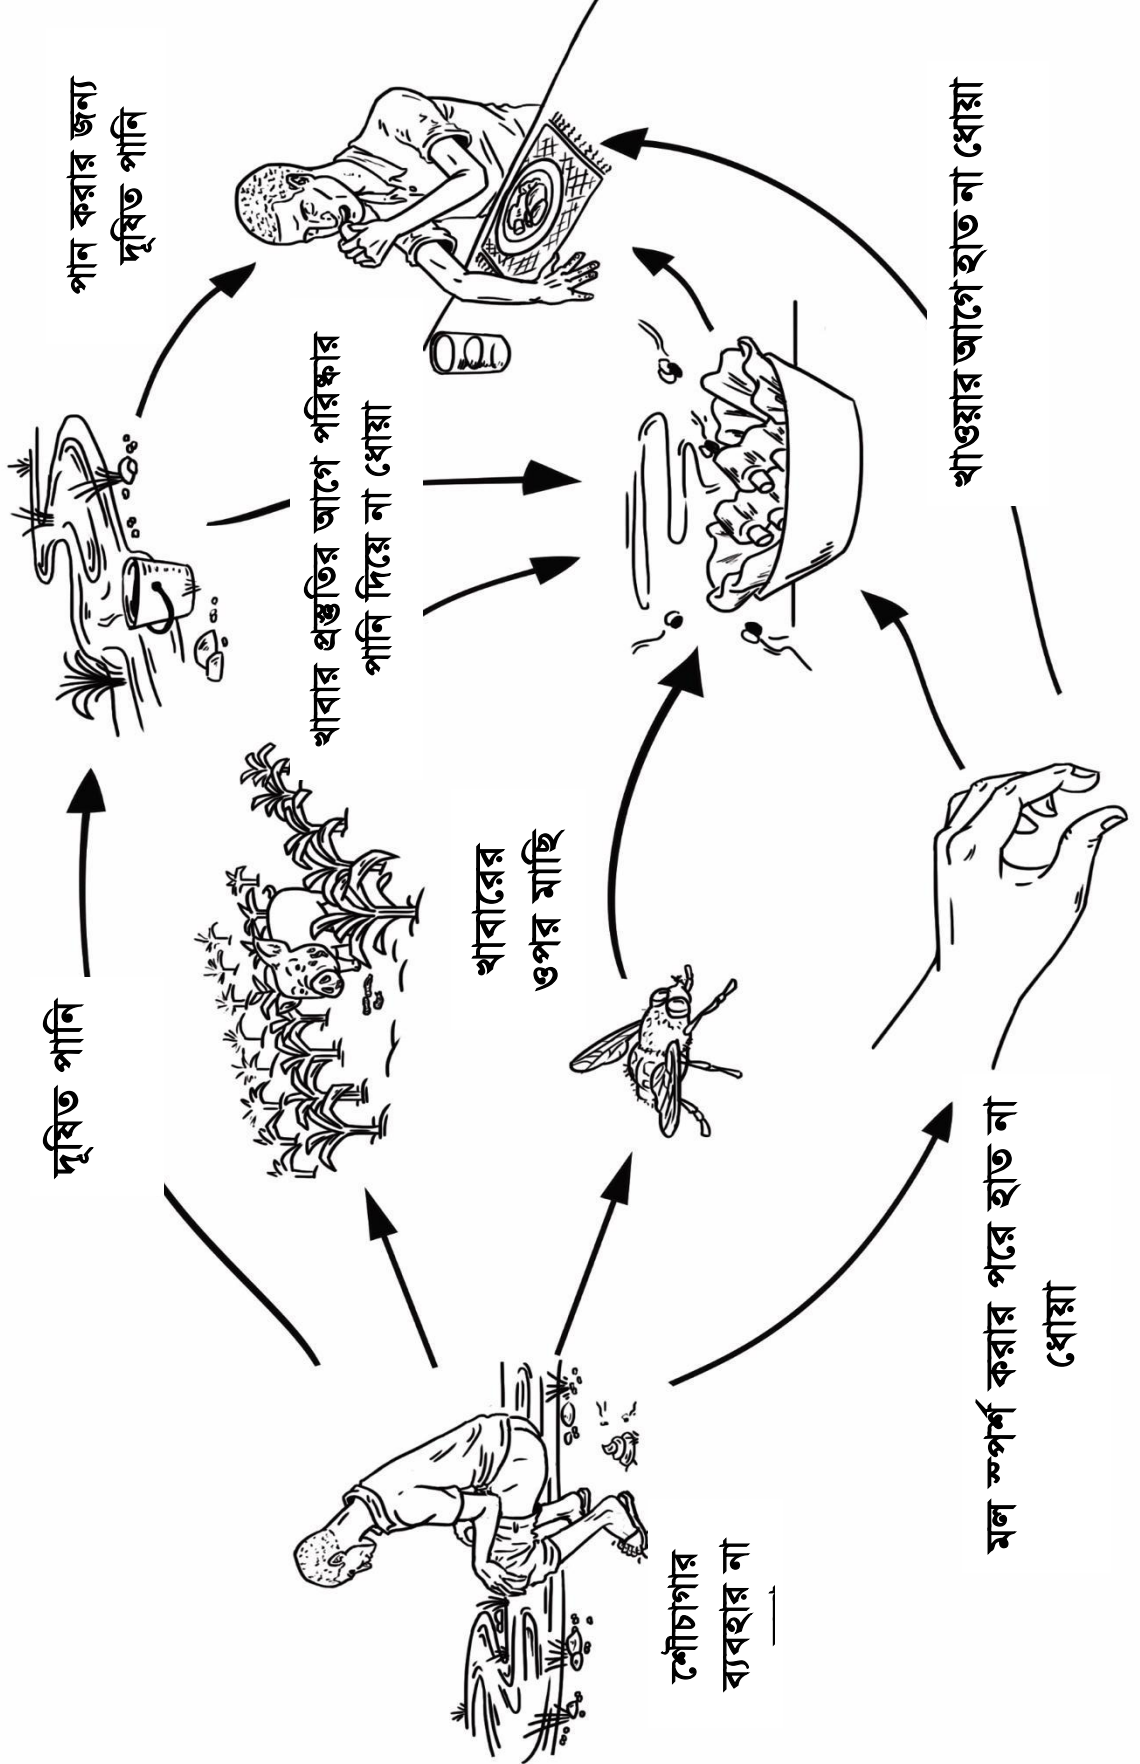 দূষিত পানি
পান করার জন্য
দূষিত পানি
খাবার প্রস্তুতির আগে পরিষ্কার
পানি দিয়ে না ধোয়া
খাবারের
ওপর মাছি
শৌচাগার
ব্যবহার না
মল স্পর্শ করার পরে হাত না
ধোয়া
খাওয়ার আগে হাত না ধোয়া